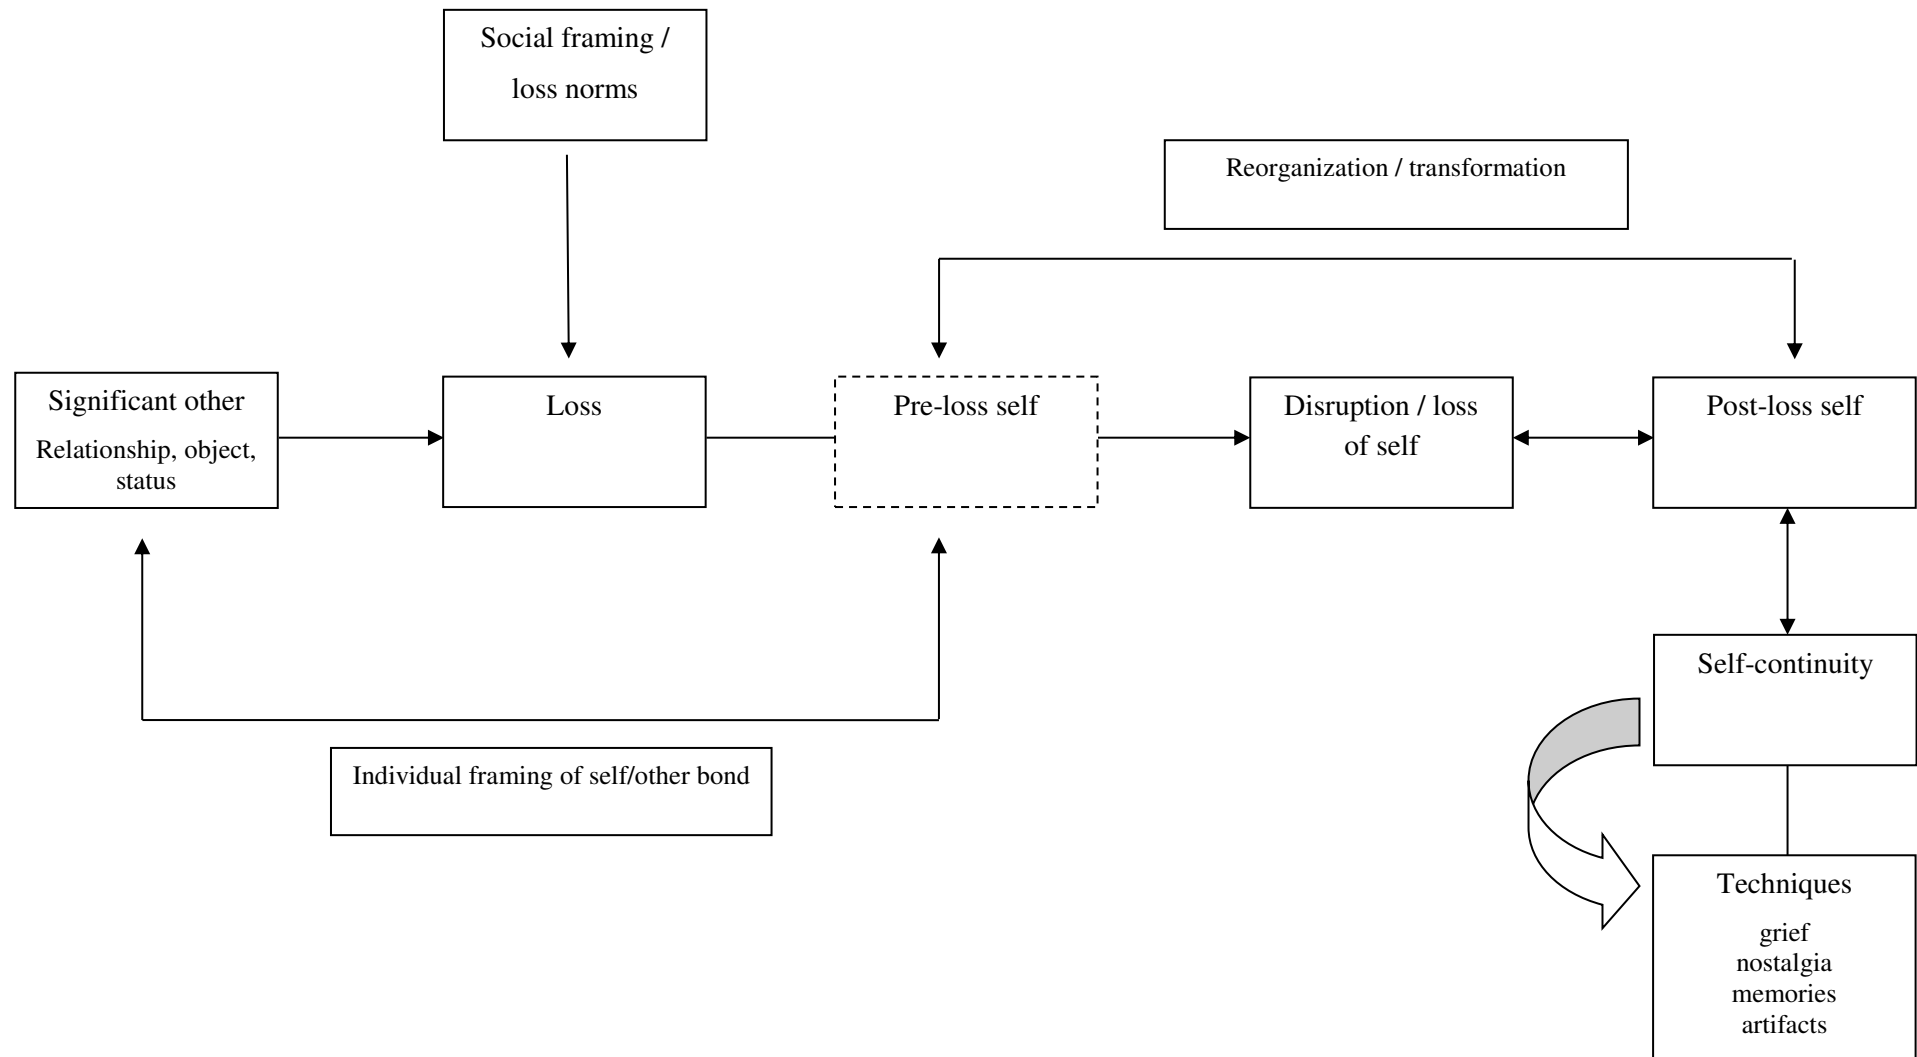 Social framing /
loss norms
Reorganization / transformation
Significant other
Relationship, object,
status
Loss
Pre-loss self
Disruption / loss
of self
Post-loss self
Self-continuity
Individual framing of self/other bond
Techniques
grief
nostalgia
memories
artifacts